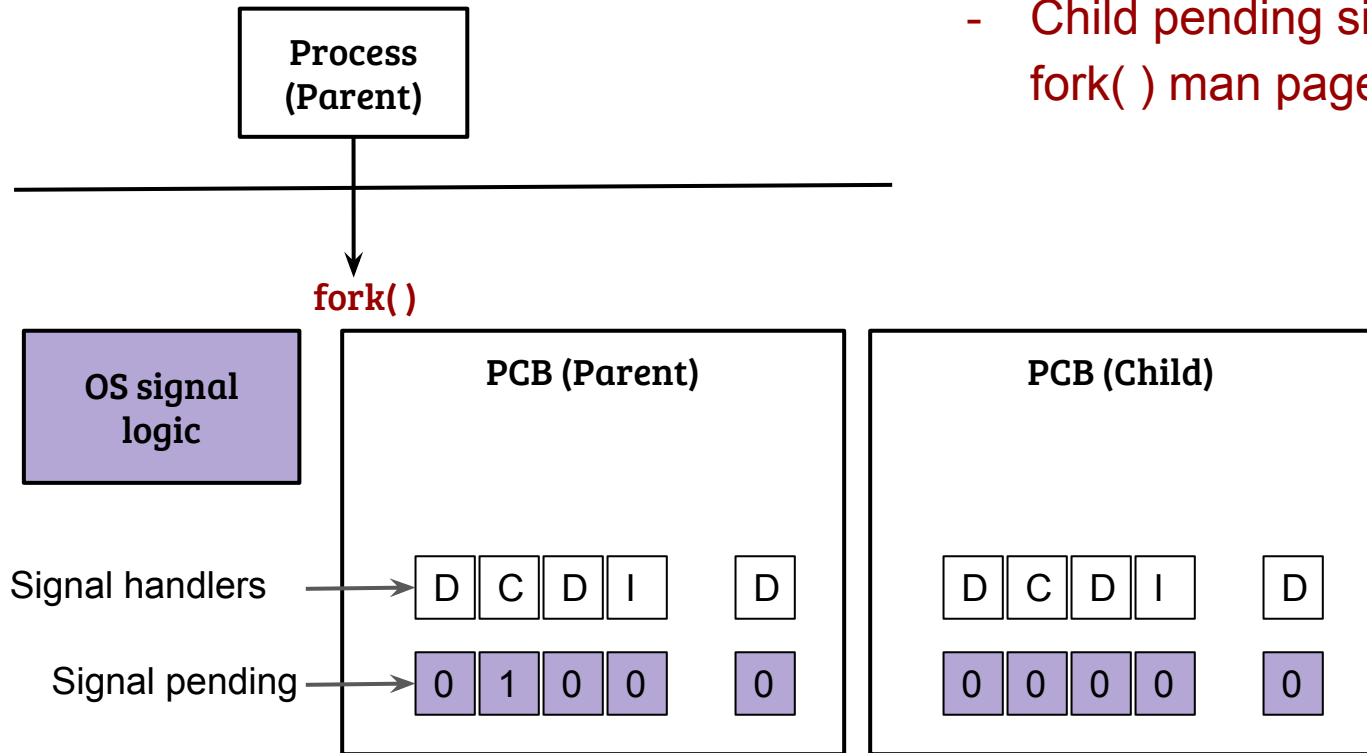 - Child pending si
fork( ) man page
Process
(Parent)
fork( )
OS signal
logic
PCB (Parent)
PCB (Child)
Signal handlers
D C D I D
D C D I D
Signal pending
0 1 0 0 0
0 0 0 0 0